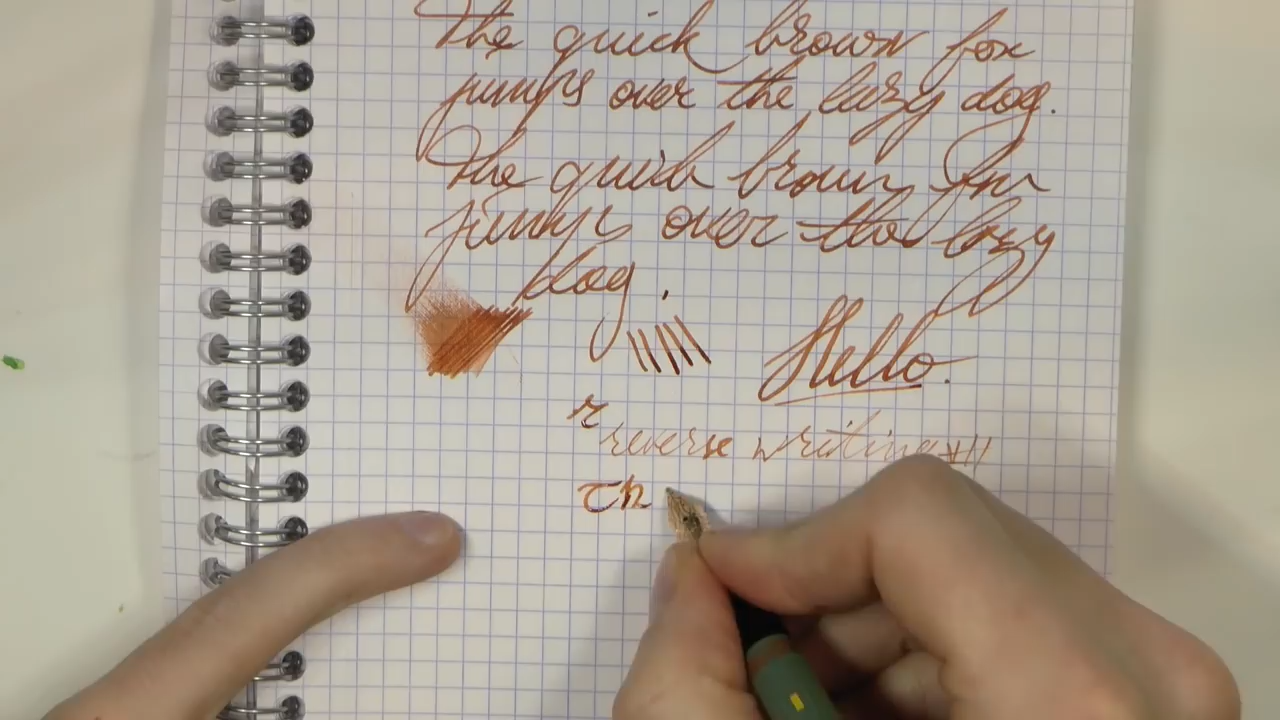 The quick brown fox
jumps over the lazy dog.
The quick brown fox
jumps over the lazy
dog.
Hello.
r
reverse writing